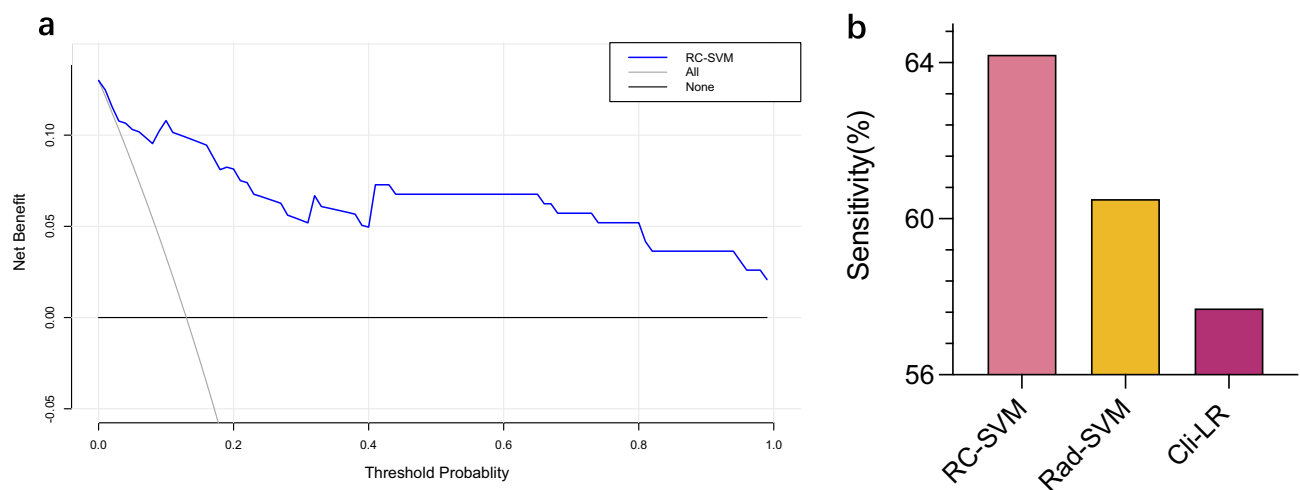 a
RC-SVM
All
None
Net Benefit
0.10
0.05
0.00
-0.05
0.0
0.2
0.4
0.6
0.8
1.0
Threshold Probablity
b
Sensitivity(%)
64
60
56
RC-SVM
Rad-SVM
Cli-LR